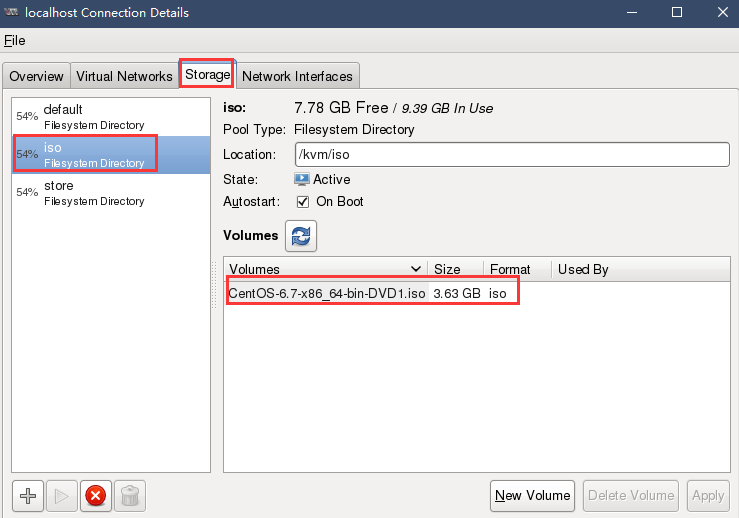 localhost Connection Details
File
Overview Virtual Networks Storage Network Interfaces
54% default
Filesystem Directory
54% iso
Filesystem Directory
54% store
Filesystem Directory
iso: 7.78 GB Free / 9.39 GB In Use
Pool Type: Filesystem Directory
Location: /kvm/iso
State: Active
Autostart: On Boot
Volumes
Volumes Size Format Used By
CentOS-6.7-x86_64-bin-DVD1.iso 3.63 GB iso
New Volume Delete Volume Apply